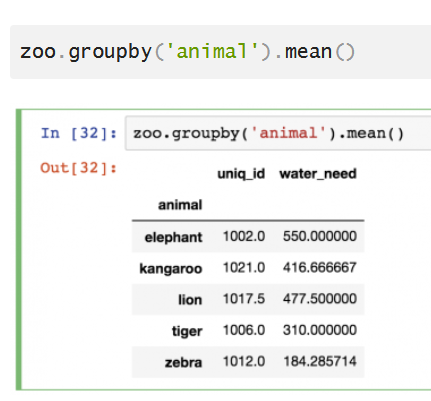 zoo.groupby('animal').mean()
In [32]: zoo.groupby('animal').mean()
Out[32]:
uniq_id water_need
animal
elephant 1002.0 550.000000
kangaroo 1021.0 416.666667
lion 1017.5 477.500000
tiger 1006.0 310.000000
zebra 1012.0 184.285714